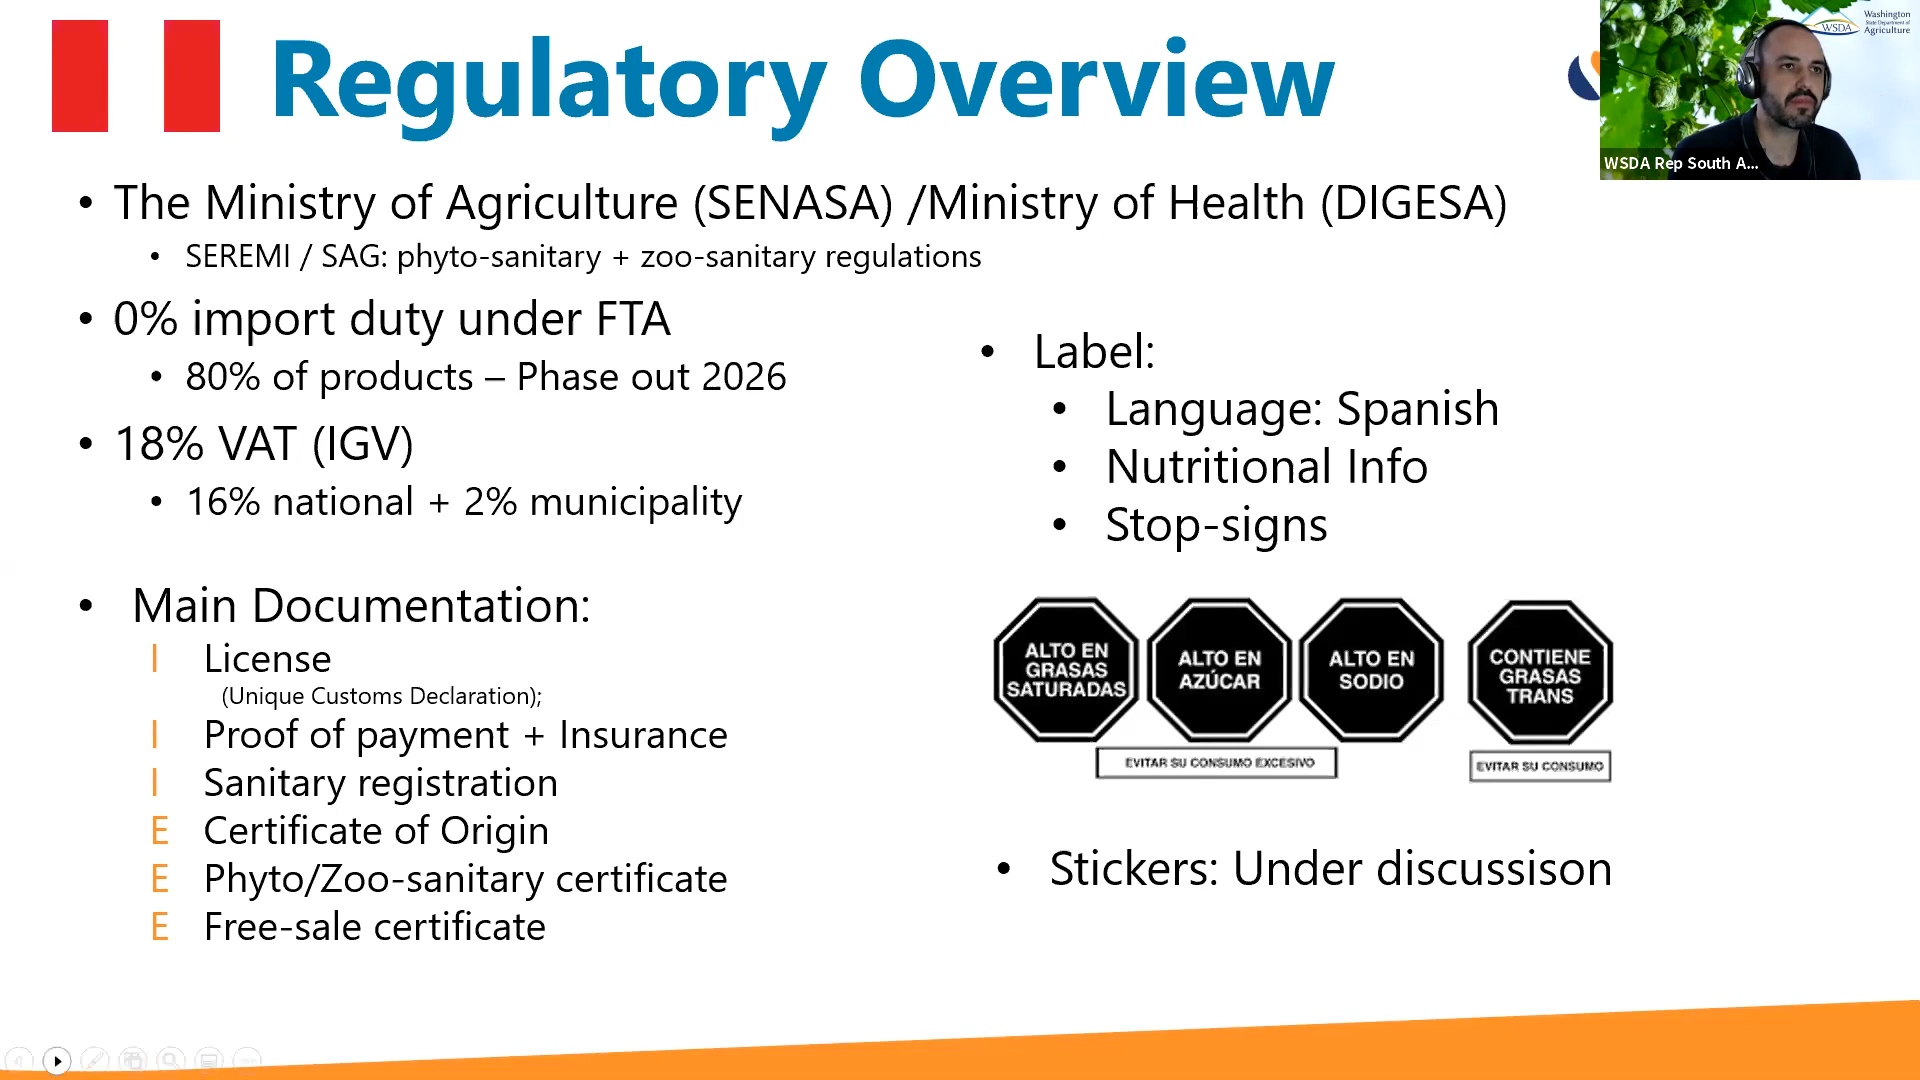 Regulatory Overview
WSDA
Washington
State Department of
Agriculture
WSDA Rep South A...
• The Ministry of Agriculture (SENASA) /Ministry of Health (DIGESA)
• SEREMI / SAG: phyto-sanitary + zoo-sanitary regulations
• 0% import duty under FTA
• 80% of products – Phase out 2026
• 18% VAT (IGV)
• 16% national + 2% municipality
• Main Documentation:
I License
(Unique Customs Declaration);
I Proof of payment + Insurance
I Sanitary registration
E Certificate of Origin
E Phyto/Zoo-sanitary certificate
E Free-sale certificate
• Label:
• Language: Spanish
• Nutritional Info
• Stop-signs
ALTO EN
GRASAS
SATURADAS
ALTO EN
AZÚCAR
ALTO EN
SODIO
CONTIENE
GRASAS
TRANS
EVITAR SU CONSUMO EXCESIVO
EVITAR SU CONSUMO
• Stickers: Under discussison